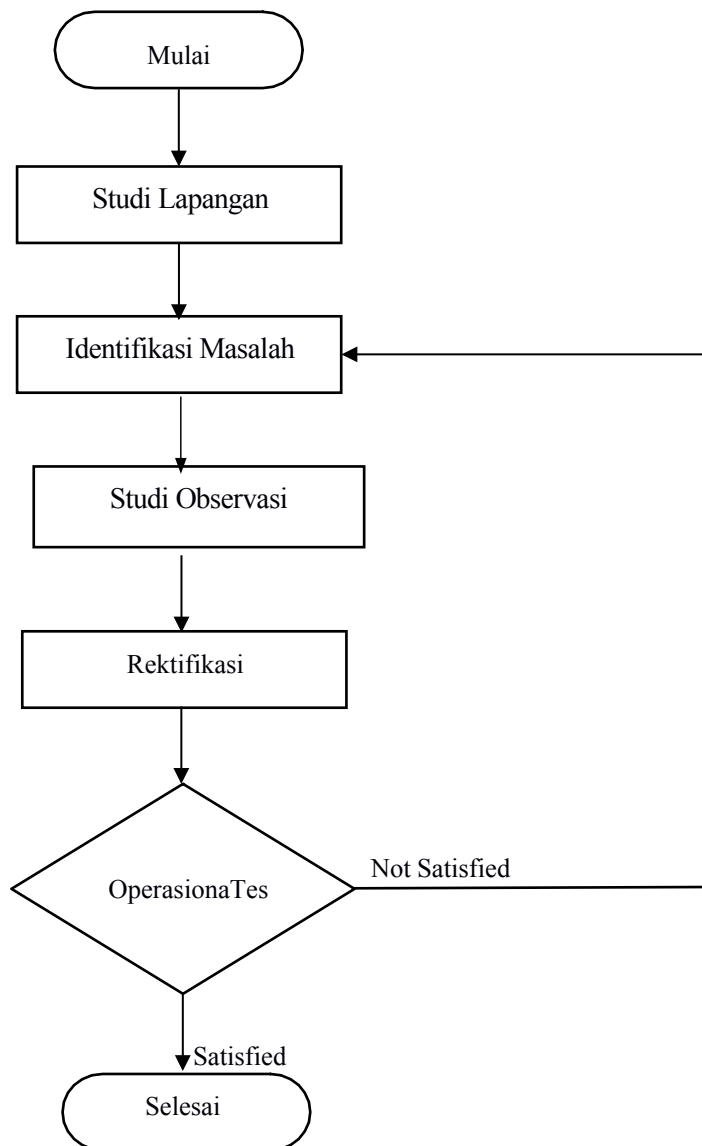 Mulai
Studi Lapangan
Identifikasi Masalah
Studi Observasi
Rektifikasi
OperasionaTes
Not Satisfied
Satisfied
Selesai